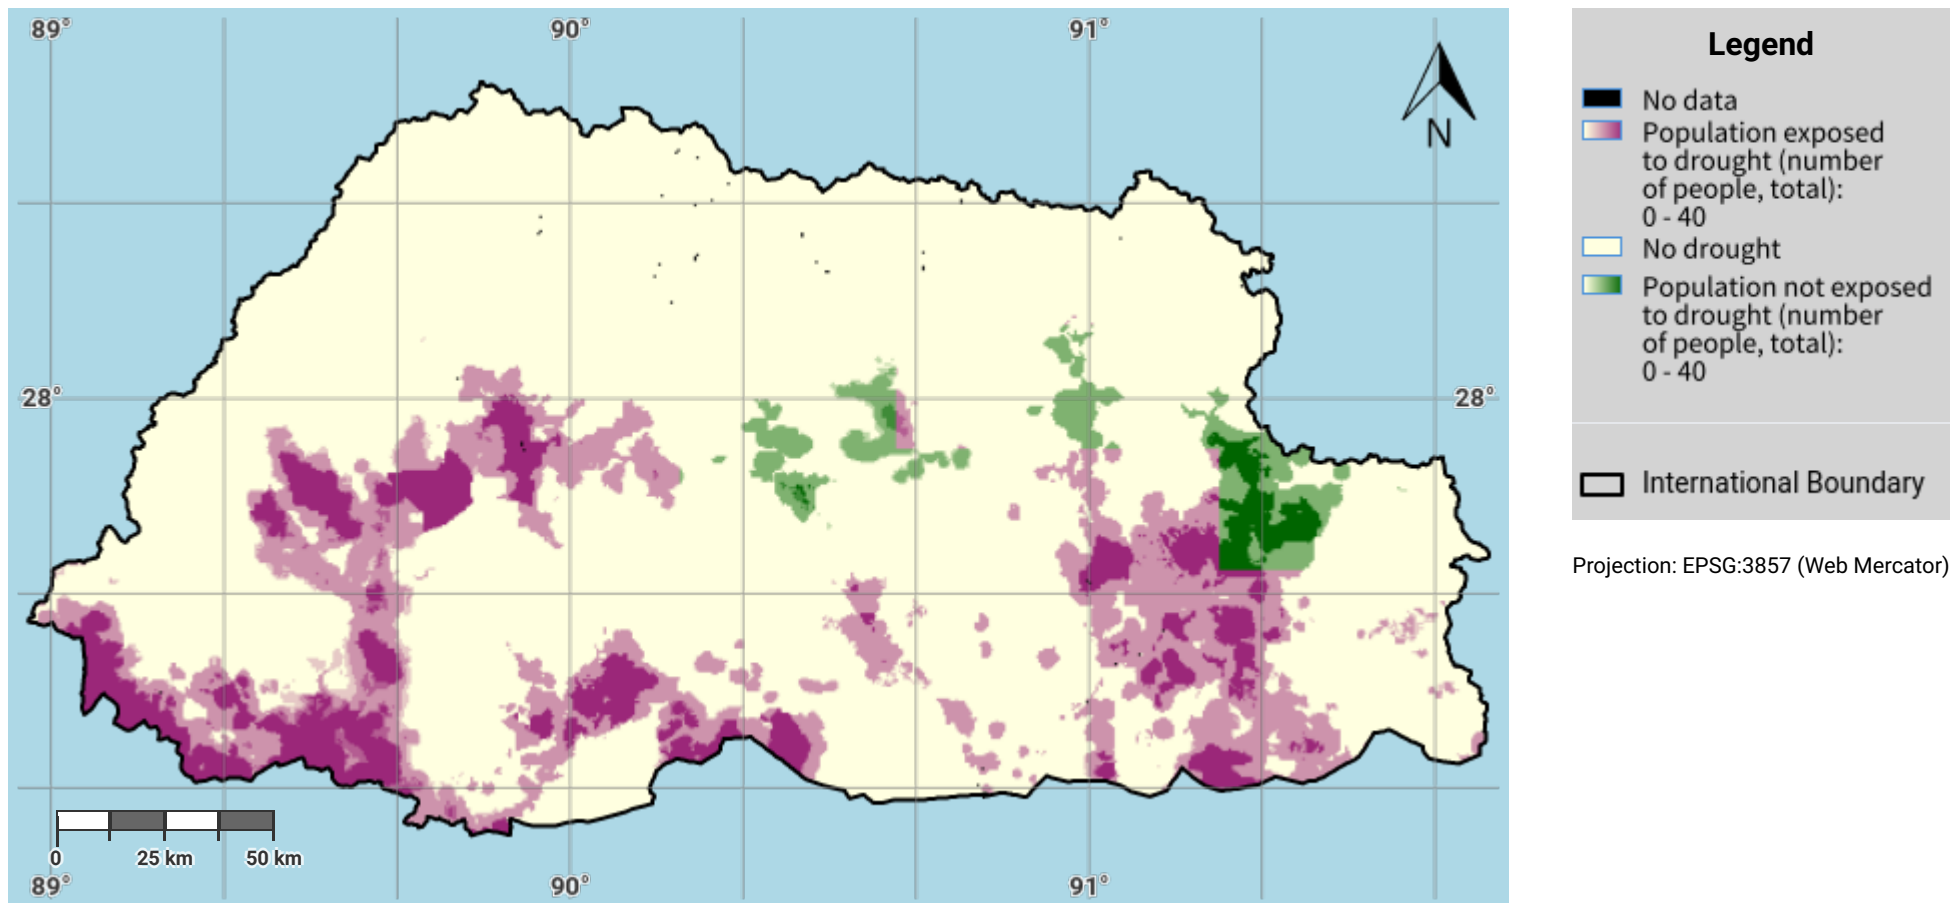 89° 90° 91°
N
28° 28°
0 25 km 50 km
89° 90° 91°
Legend
No data
Population exposed
to drought (number
of people, total):
0 - 40
No drought
Population not exposed
to drought (number
of people, total):
0 - 40
International Boundary
Projection: EPSG:3857 (Web Mercator)